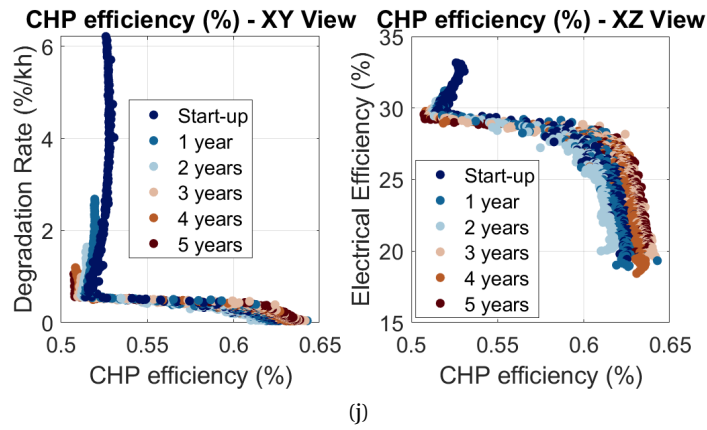 CHP efficiency (%) - XY View
6
4
2
0
Degradation Rate (%/kh)
Start-up
1 year
2 years
3 years
4 years
5 years
0.5 0.55 0.6 0.65
CHP efficiency (%)
CHP efficiency (%) - XZ View
35
30
25
20
15
Electrical Efficiency (%)
Start-up
1 year
2 years
3 years
4 years
5 years
0.5 0.55 0.6 0.65
CHP efficiency (%)
(j)